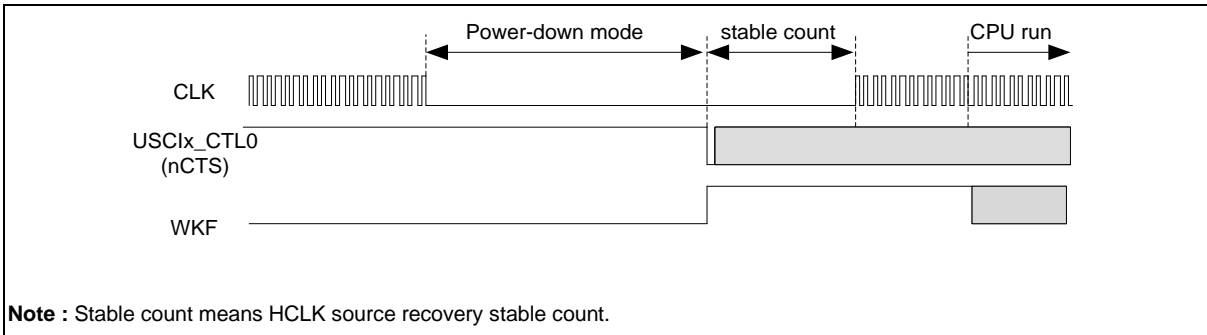 Power-down mode
stable count
CPU run
CLK
USCIx_CTL0
(nCTS)
WKF
Note : Stable count means HCLK source recovery stable count.